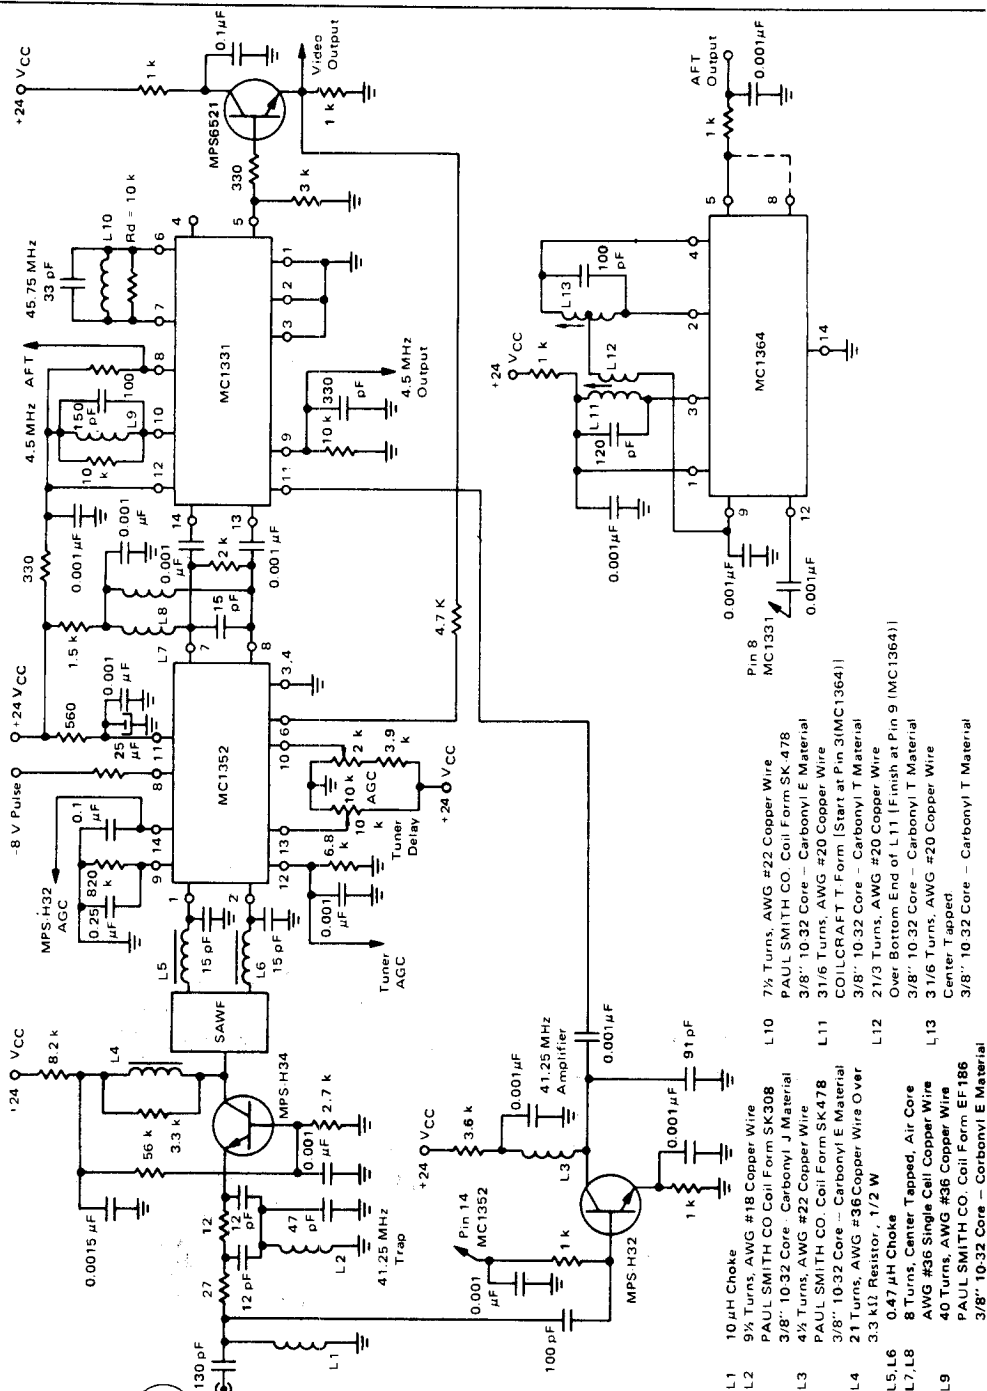 +24 VCC
1 k
0.1µF
MPS6521
Video
Output
1 k
330
3 k
45.75 MHz
33 pF
L10
Rd = 10 k
6
7
4
5
8
10
12
14
13
1
2
3
9
11
MC1331
4.5 MHz AFT
100
150
pF
L9
10
k
330
0.001 µF
0.001
µF
0.001
µF
2 k
0.001 µF
10 k
330
pF
4.5 MHz
Output
1.5 k
L8
15
pF
L7
7
8
4.7 K
-8 V Pulse
+24 VCC
560
25
µF
0.001
µF
11
8
14
9
MC1352
3,4
6
10
13
12
1
2
MPS-H32
AGC
0.1
µF
820
k
0.25
µF
2 k
3.9
k
10 k
AGC
10
k
Tuner
Delay
+24 VCC
6.8
k
0.001
µF
Tuner
AGC
L5
15 pF
L6
15 pF
SAWF
+24 VCC
8.2 k
L4
3.3 k
56 k
MPS-H34
2.7 k
0.001
µF
0.0015 µF
12
12
pF
47
pF
27
12 pF
L2
41.25 MHz
Trap
130 pF
L1
100 pF
+24 VCC
3.6 k
0.001µF
41.25 MHz
Amplifier
L3
0.001µF
91 pF
0.001µF
1 k
MPS-H32
1 k
0.001
µF
Pin 14
MC1352
AFT
Output
0.001µF
1 k
5
8
4
2
3
1
9
12
14
MC1364
100
pF
L13
L12
L11
120
pF
+24 VCC
1 k
0.001µF
0.001µF
0.001µF
Pin 8
MC1331
L1 10 µH Choke
L2 9½ Turns, AWG #18 Copper Wire
PAUL SMITH CO Coil Form SK308
3/8" 10-32 Core - Carbonyl J Material
L3 4½ Turns, AWG #22 Copper Wire
PAUL SMITH CO. Coil Form SK478
3/8" 10-32 Core – Carbonyl E Material
L4 21 Turns, AWG #36 Copper Wire Over
3.3 kΩ Resistor, 1/2 W
L5,L6 0.47 µH Choke
L7,L8 8 Turns, Center Tapped, Air Core
AWG #36 Single Cell Copper Wire
L9 40 Turns, AWG #36 Copper Wire
PAUL SMITH CO. Coil Form EF186
3/8" 10-32 Core — Corbonyl E Material
L10 7½ Turns, AWG #22 Copper Wire
PAUL SMITH CO. Coil Form SK-478
3/8" 10-32 Core – Carbonyl E Material
L11 31/6 Turns, AWG #20 Copper Wire
COILCRAFT T-Form [Start at Pin 3(MC1364)]
3/8" 10-32 Core – Carbonyl T Material
L12 21/3 Turns, AWG #20 Copper Wire
Over Bottom End of L11 [Finish at Pin 9 (MC1364)]
3/8" 10-32 Core – Carbonyl T Material
L13 3 1/6 Turns, AWG #20 Copper Wire
Center Tapped
3/8" 10-32 Core – Carbonyl T Material